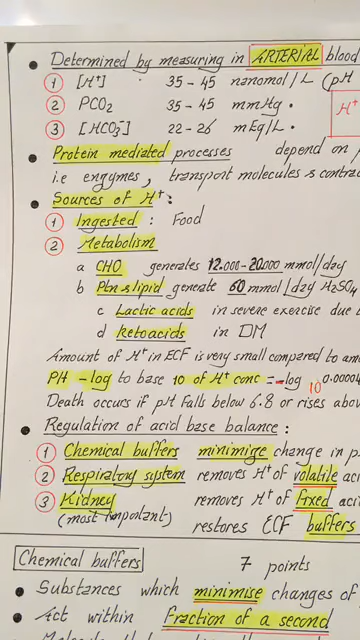 • Determined by measuring in ARTERIAL blood
① [H⁺] 35 - 45 nanomol/L (pH
② PCO2 35 - 45 mmHg.
H⁺
③ [HCO3⁻] 22 - 26 mEq/L.
• Protein mediated processes depend on
i.e enzymes, transport molecules &
• Sources of H⁺:
① Ingested: Food
② Metabolism
a CHO generates 12.000-20.000 mmol/day
b Ptn & lipid generate 60 mmol/day H2SO4
c Lactic acids in severe exercise due
d ketoacids in DM
Amount of H⁺ in ECF is very small compared to
PH = -log to base 10 of H⁺ conc = -log 10 0.00004
Death occurs if pH falls below 6.8 or rises
• Regulation of acid base balance:
① Chemical buffers minimize change in
② Respiratory system removes H⁺ of volatile
③ Kidney removes H⁺ of fixed
(most important) restores ECF buffers
Chemical buffers 7 points
• Substances which minimise changes of
• Act within fraction of a second